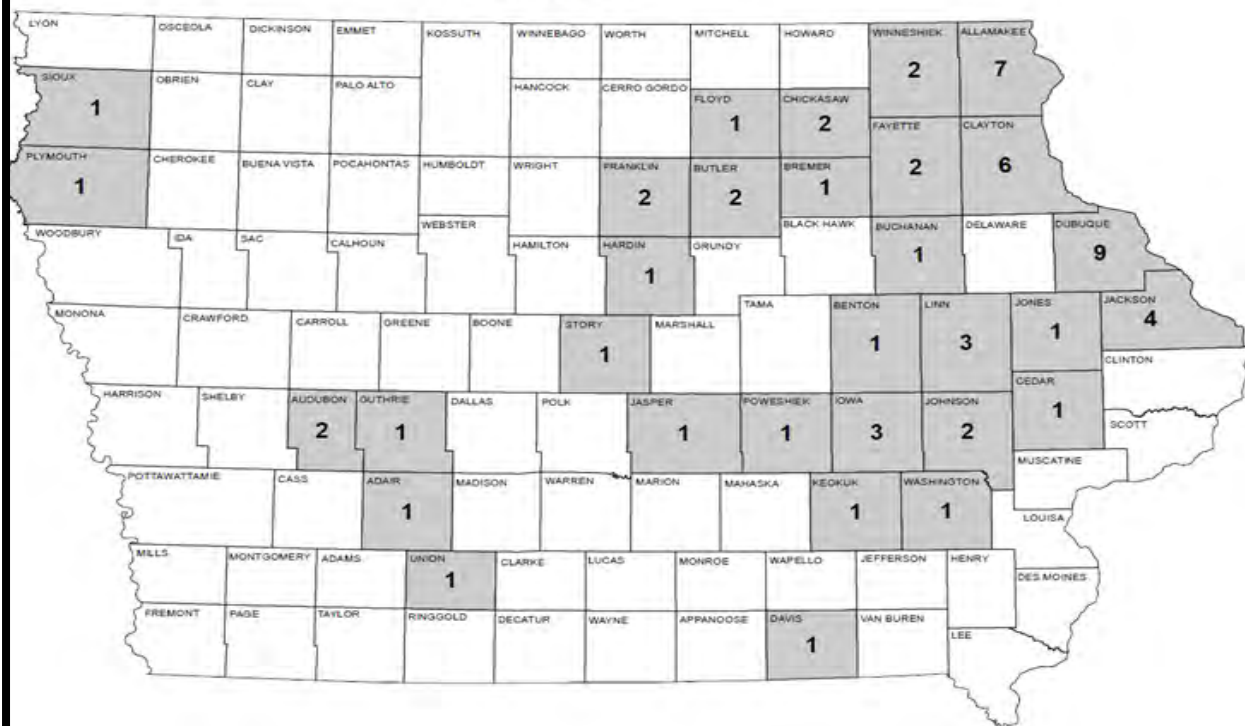 LYON
OSCEOLA
DICKINSON
EMMET
KOSSUTH
WINNEBAGO
WORTH
MITCHELL
HOWARD
WINNESHIEK
2
ALLAMAKEE
7
SIOUX
1
OBRIEN
CLAY
PALO ALTO
HANCOCK
CERRO GORDO
FLOYD
1
CHICKASAW
2
FAYETTE
2
CLAYTON
6
PLYMOUTH
1
CHEROKEE
BUENA VISTA
POCAHONTAS
HUMBOLDT
WRIGHT
FRANKLIN
2
BUTLER
2
BREMER
1
WOODBURY
IDA
SAC
CALHOUN
WEBSTER
HAMILTON
HARDIN
1
GRUNDY
BLACK HAWK
BUCHANAN
1
DELAWARE
DUBUQUE
9
MONONA
CRAWFORD
CARROLL
GREENE
BOONE
STORY
1
MARSHALL
TAMA
BENTON
1
LINN
3
JONES
1
JACKSON
4
CLINTON
HARRISON
SHELBY
AUDUBON
2
GUTHRIE
1
DALLAS
POLK
JASPER
1
POWESHIEK
1
IOWA
3
JOHNSON
2
CEDAR
1
SCOTT
MUSCATINE
POTTAWATTAMIE
CASS
ADAIR
1
MADISON
WARREN
MARION
MAHASKA
KEOKUK
1
WASHINGTON
1
LOUISA
MILLS
MONTGOMERY
ADAMS
UNION
1
CLARKE
LUCAS
MONROE
WAPELLO
JEFFERSON
HENRY
DES MOINES
FREMONT
PAGE
TAYLOR
RINGGOLD
DECATUR
WAYNE
APPANOOSE
DAVIS
1
VAN BUREN
LEE